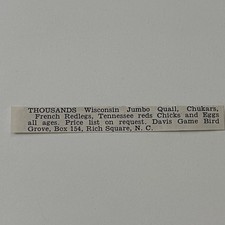 THOUSANDS Wisconsin Jumbo Quail, Chukars,
French Redlegs, Tennessee reds Chicks and Eggs
all ages. Price list on request. Davis Game Bird
Grove, Box 154, Rich Square, N. C.